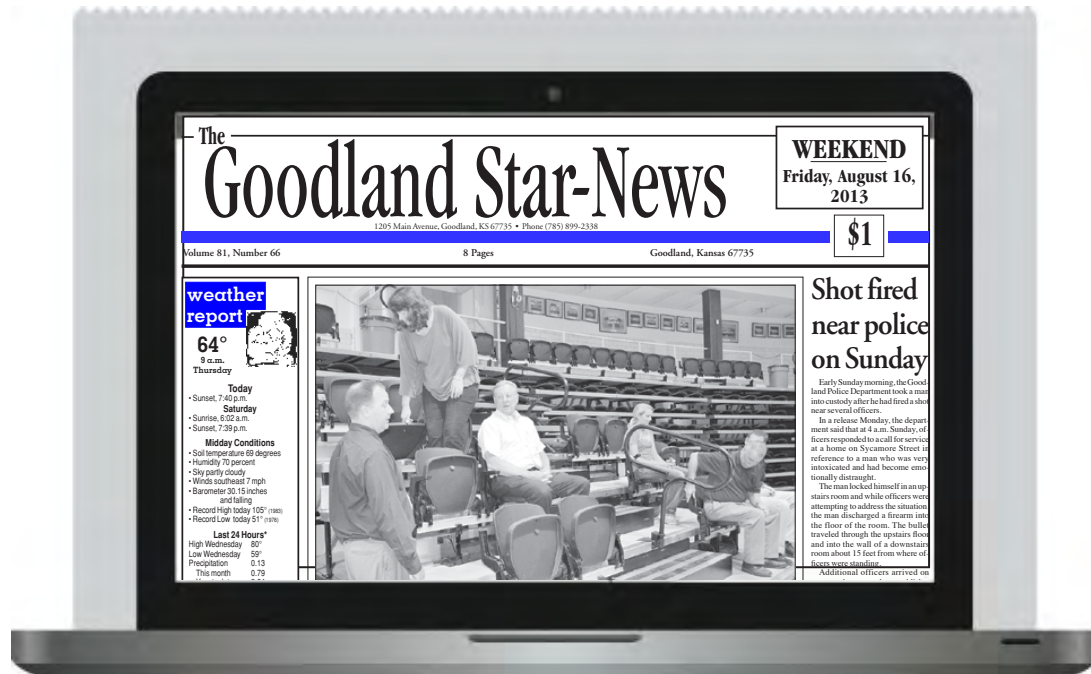 The
Goodland Star-News
WEEKEND
Friday, August 16,
2013
1205 Main Avenue, Goodland, KS 67735 • Phone (785) 899-2338
$1
Volume 81, Number 66
8 Pages
Goodland, Kansas 67735
weather
report
64°
9 a.m.
Thursday
Today
• Sunset, 7:40 p.m.
Saturday
• Sunrise, 6:02 a.m.
• Sunset, 7:39 p.m.
Midday Conditions
• Soil temperature 69 degrees
• Humidity 70 percent
• Sky partly cloudy
• Winds southeast 7 mph
• Barometer 30.15 inches
and falling
• Record High today 105° (1983)
• Record Low today 51° (1978)
Last 24 Hours*
High Wednesday 80°
Low Wednesday 59°
Precipitation 0.13
This month 0.79
Shot fired
near police
on Sunday
Early Sunday morning, the Good-
land Police Department took a man
into custody after he had fired a shot
near several officers.
In a release Monday, the depart-
ment said that at 4 a.m. Sunday, of-
ficers responded to a call for service
at a home on Sycamore Street in
reference to a man who was very
intoxicated and had become emo-
tionally distraught.
The man locked himself in an up-
stairs room and while officers were
attempting to address the situation
the man discharged a firearm into
the floor of the room. The bullet
traveled through the upstairs floor
and into the wall of a downstairs
room about 15 feet from where of-
ficers were standing.
Additional officers arrived on